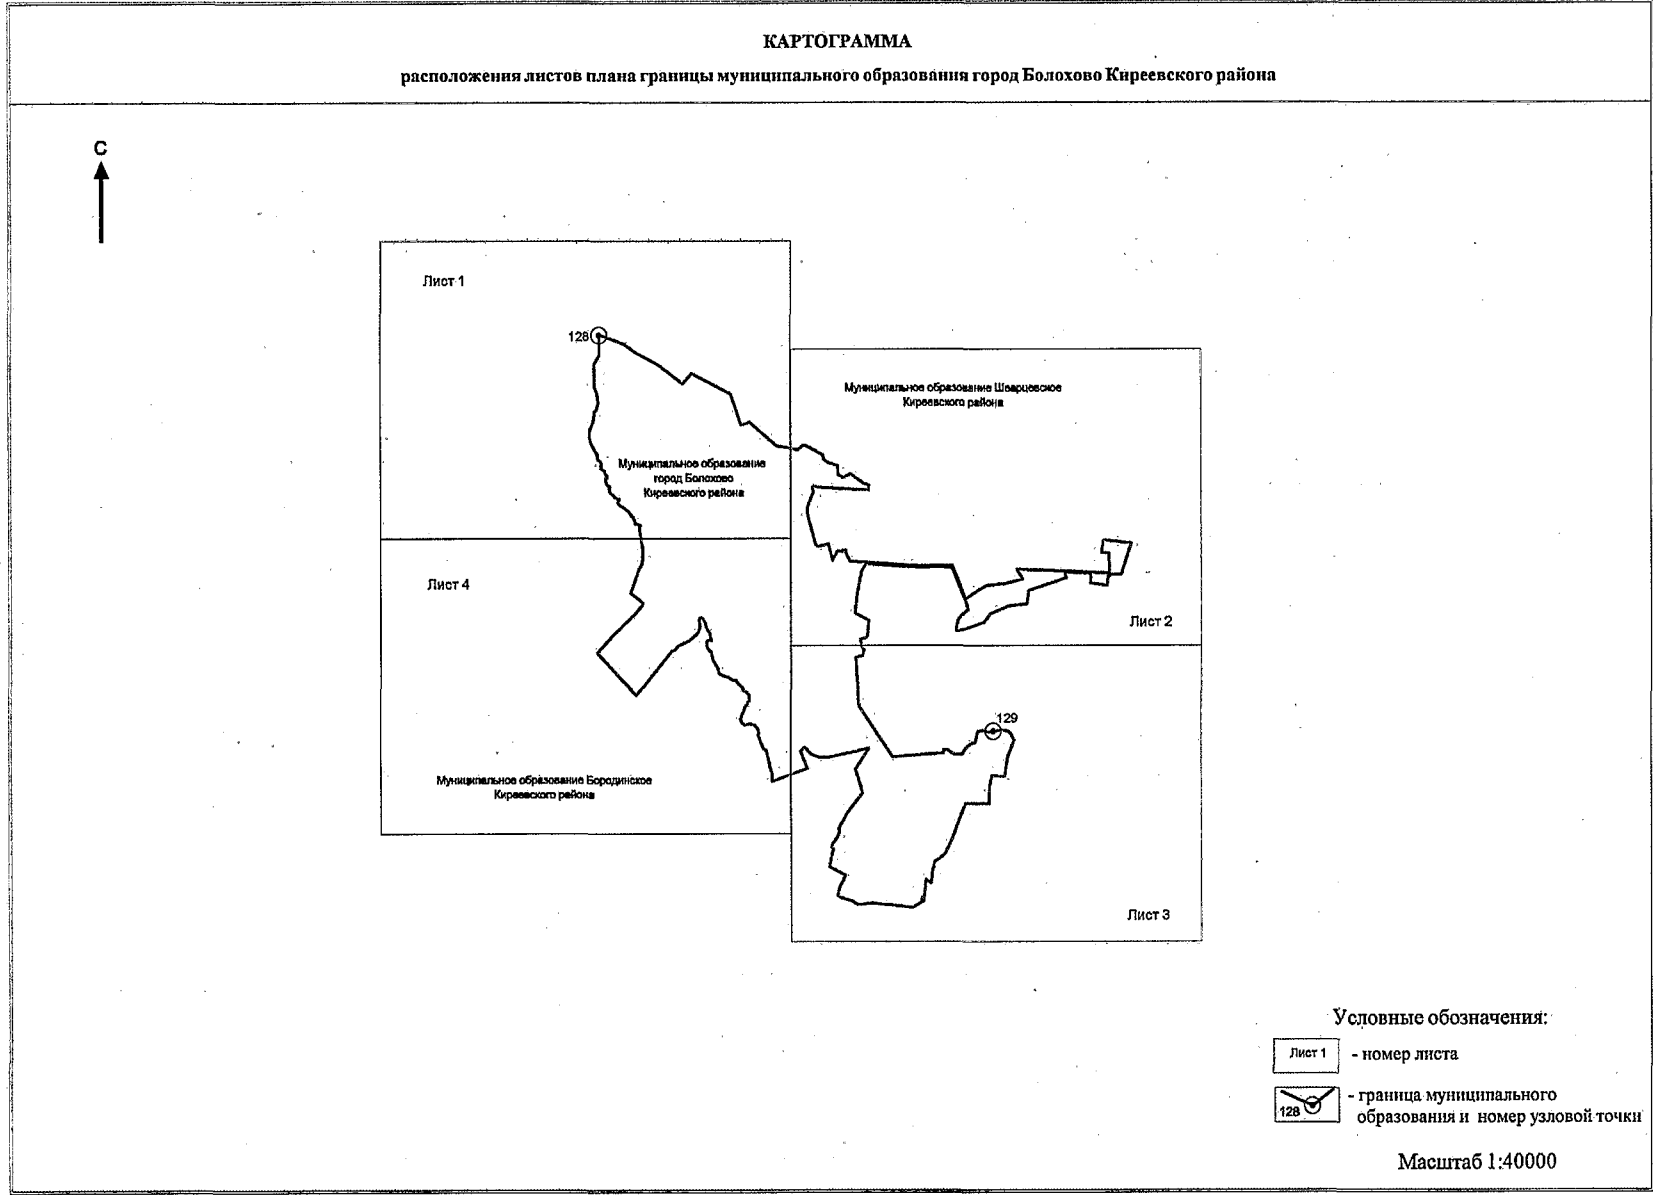 КАРТОГРАММА
расположения листов плана границы муниципального образования город Болохово Киреевского района
С
Лист 1
128
Муниципальное образование Шварцевское
Киреевского района
Муниципальное образование
город Болохово
Киреевского района
Лист 4
Лист 2
129
Муниципальное образование Бородинское
Киреевского района
Лист 3
Условные обозначения:
Лист 1 - номер листа
128 - граница муниципального
образования и номер узловой точки
Масштаб 1:40000